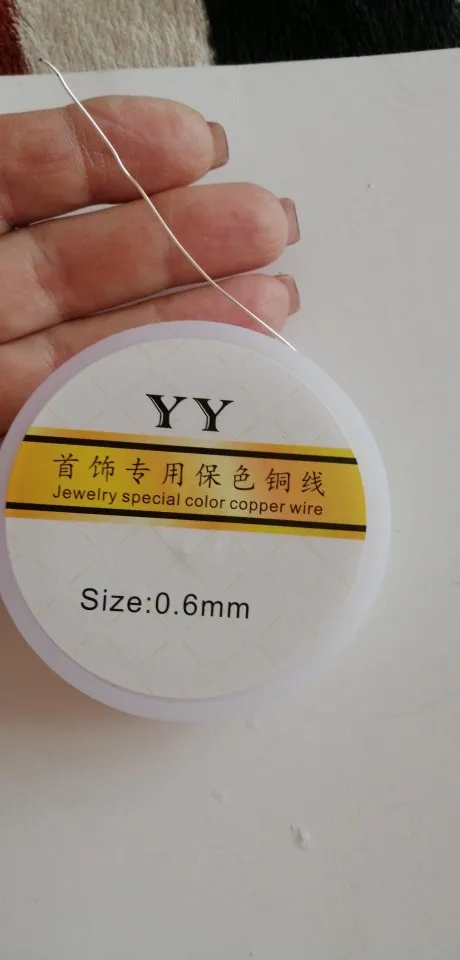 YY
首饰专用保色铜线
Jewelry special color copper wire
Size:0.6mm